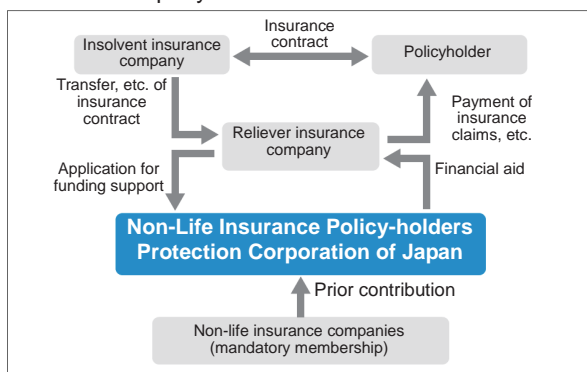 Insurance
contract
Insolvent insurance
company
Policyholder
Transfer, etc. of
insurance
contract
Payment of
insurance
claims, etc.
Reliever insurance
company
Application for
funding support
Financial aid
Non-Life Insurance Policy-holders
Protection Corporation of Japan
Prior contribution
Non-life insurance companies
(mandatory membership)